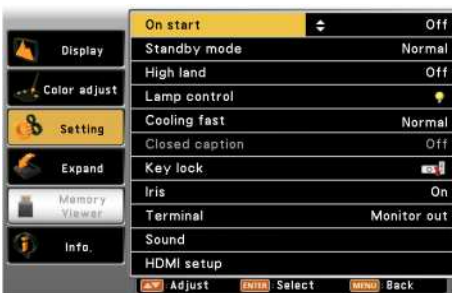 Display
Color adjust
Setting
Expand
Memory
Viewer
Info.
On start Off
Standby mode Normal
High land Off
Lamp control
Cooling fast Normal
Closed caption Off
Key lock
Iris On
Terminal Monitor out
Sound
HDMI setup
Adjust ENTER Select MENU Back